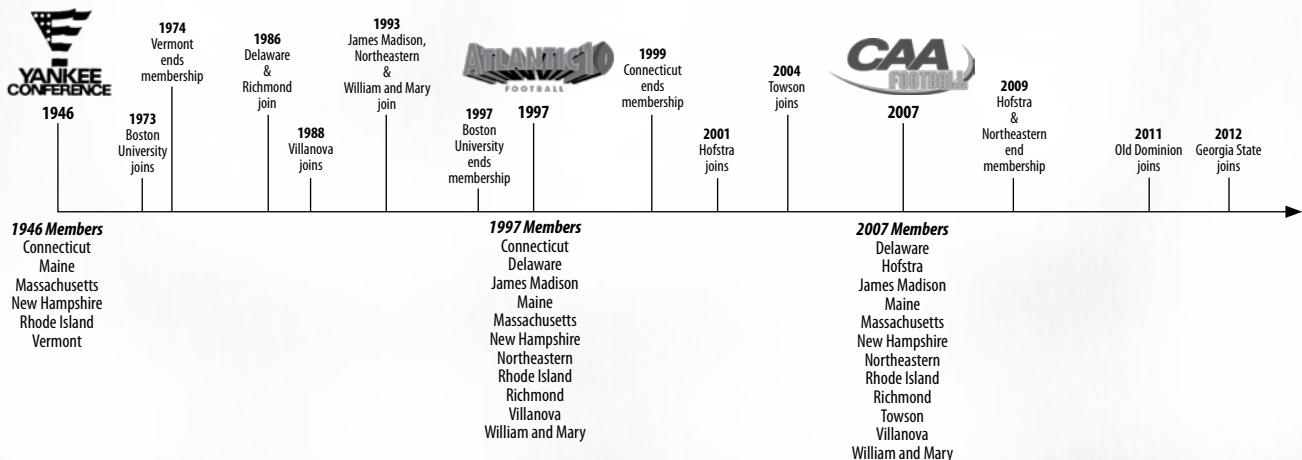 YANKEE
CONFERENCE
1946
1973
Boston
University
joins
1974
Vermont
ends
membership
1986
Delaware
&
Richmond
join
1988
Villanova
joins
1993
James Madison,
Northeastern
&
William and Mary
join
1997
Boston
University
ends
membership
ATLANTIC 10
FOOTBALL
1997
1999
Connecticut
ends
membership
2001
Hofstra
joins
2004
Towson
joins
CAA
FOOTBALL
2007
2009
Hofstra
&
Northeastern
end
membership
2011
Old Dominion
joins
2012
Georgia State
joins
1946 Members
Connecticut
Maine
Massachusetts
New Hampshire
Rhode Island
Vermont
1997 Members
Connecticut
Delaware
James Madison
Maine
Massachusetts
New Hampshire
Northeastern
Rhode Island
Richmond
Villanova
William and Mary
2007 Members
Delaware
Hofstra
James Madison
Maine
Massachusetts
New Hampshire
Northeastern
Rhode Island
Richmond
Towson
Villanova
William and Mary